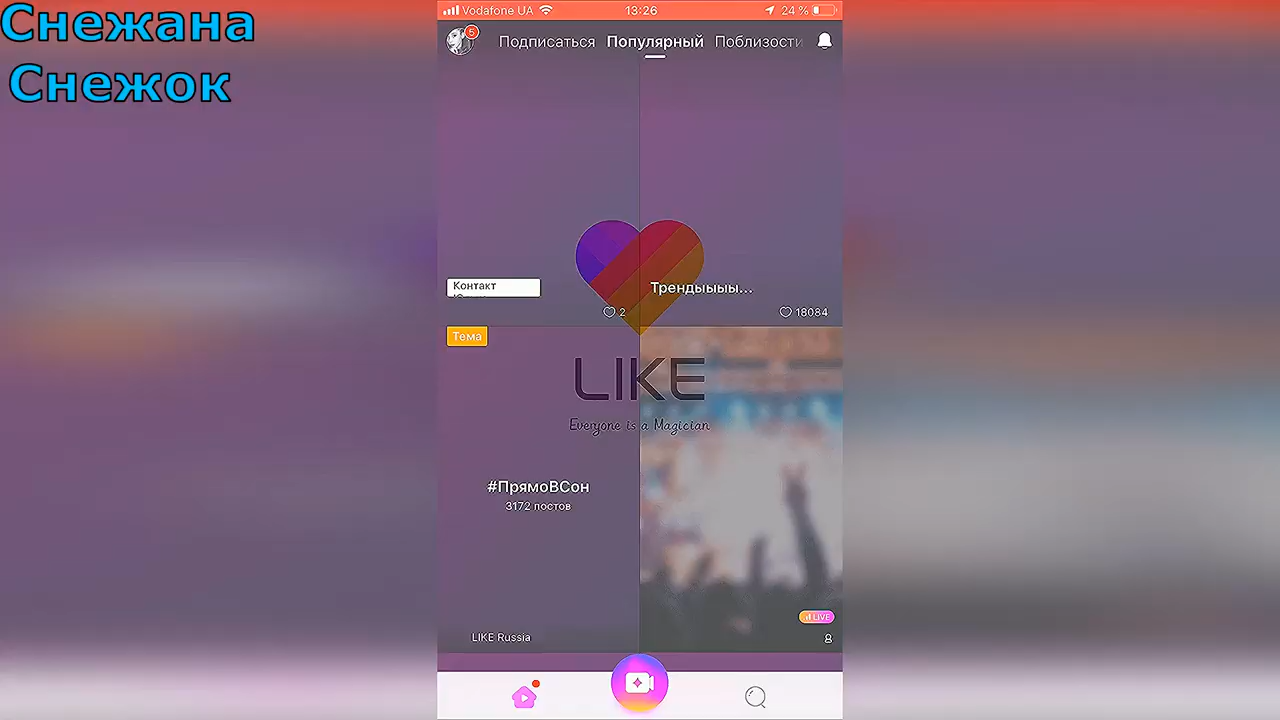 Снежана
Снежок
Vodafone UA 13:26 24 %
5
Подписаться Популярный Поблизости
Контакт
Трендыыыы...
2
18084
Тема
LIKE
Everyone is a Magician
#ПрямоВСон
3172 постов
LIVE
LIKE Russia